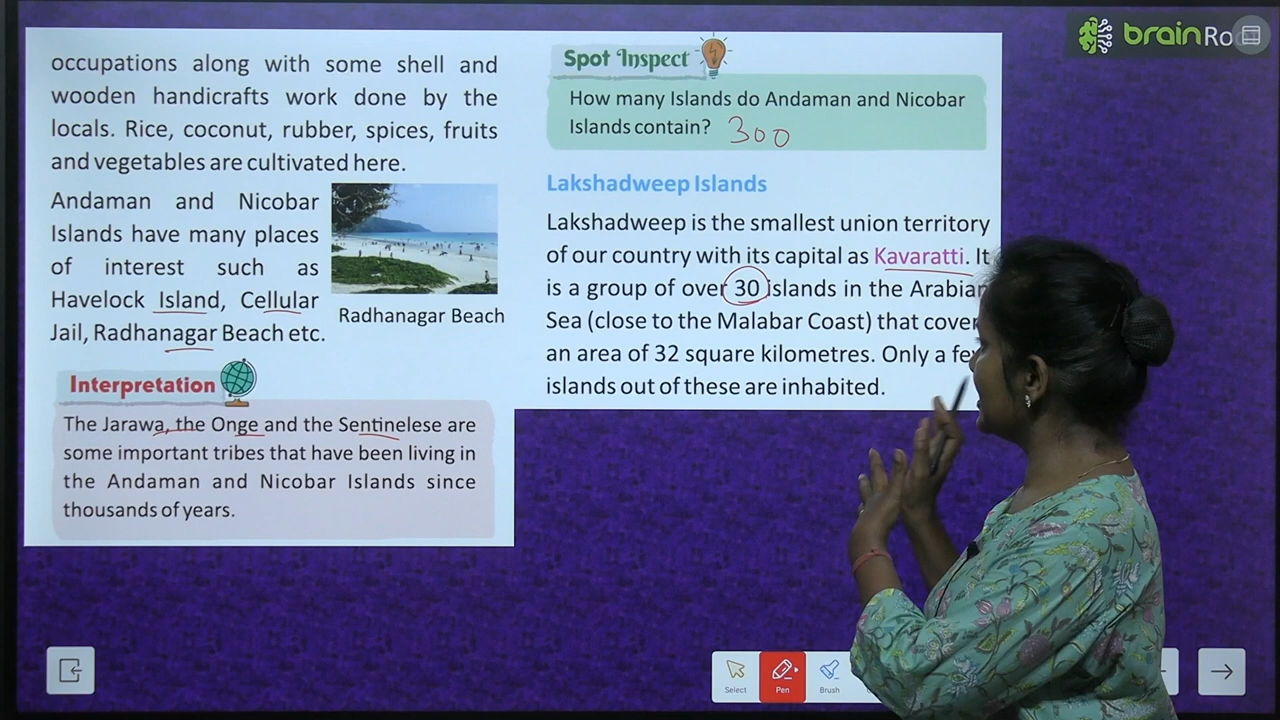 occupations along with some shell and
wooden handicrafts work done by the
locals. Rice, coconut, rubber, spices, fruits
and vegetables are cultivated here.
Andaman and Nicobar
Islands have many places
of interest such as
Havelock Island, Cellular
Jail, Radhanagar Beach etc.
Radhanagar Beach
Interpretation
The Jarawa, the Onge and the Sentinelese are
some important tribes that have been living in
the Andaman and Nicobar Islands since
thousands of years.
Spot Inspect
How many Islands do Andaman and Nicobar
Islands contain? 300
Lakshadweep Islands
Lakshadweep is the smallest union territory
of our country with its capital as Kavaratti. It
is a group of over 30 islands in the Arabian
Sea (close to the Malabar Coast) that cover
an area of 32 square kilometres. Only a few
islands out of these are inhabited.
brain
Select
Pen
Brush